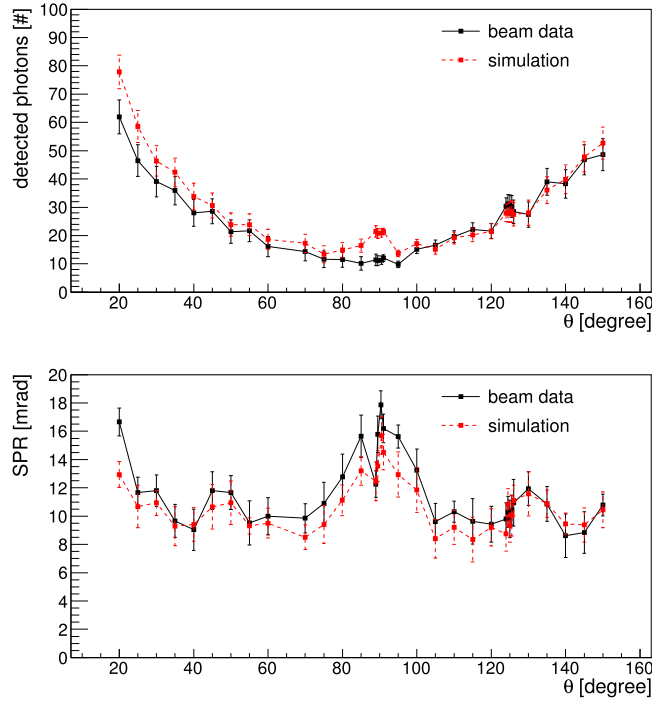 detected photons [#]
100
90
80
70
60
50
40
30
20
10
0
beam data
simulation
20 40 60 80 100 120 140 160
θ [degree]
SPR [mrad]
20
18
16
14
12
10
8
6
4
2
0
beam data
simulation
20 40 60 80 100 120 140 160
θ [degree]